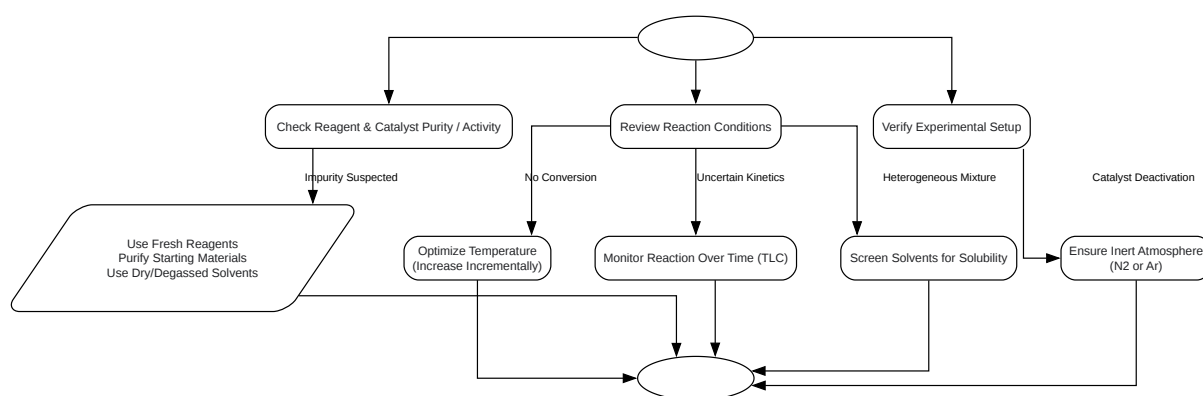 Check Reagent & Catalyst Purity / Activity
Review Reaction Conditions
Verify Experimental Setup
Impurity Suspected
No Conversion
Uncertain Kinetics
Heterogeneous Mixture
Catalyst Deactivation
Use Fresh Reagents
Purify Starting Materials
Use Dry/Degassed Solvents
Optimize Temperature
(Increase Incrementally)
Monitor Reaction Over Time (TLC)
Screen Solvents for Solubility
Ensure Inert Atmosphere
(N2 or Ar)